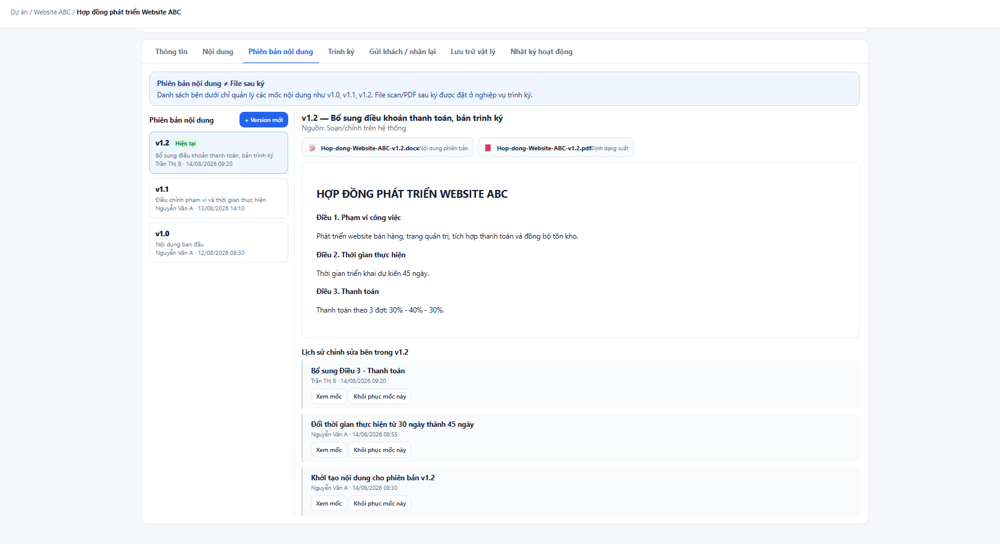 Dự án / Website ABC / Hợp đồng phát triển Website ABC
Thông tin
Nội dung
Phiên bản nội dung
Trình ký
Gửi khách / nhận lại
Lưu trữ vật lý
Nhật ký hoạt động
Phiên bản nội dung ≠ File sau ký
Danh sách bên dưới chỉ quản lý các mốc nội dung như v1.0, v1.1, v1.2. File scan/PDF sau ký được đặt ở nghiệp vụ trình ký.
Phiên bản nội dung
+ Version mới
v1.2 Hiện tại
Bổ sung điều khoản thanh toán, bản trình ký
Trần Thị B · 14/08/2026 09:20
v1.1
Điều chỉnh phạm vi và thời gian thực hiện
Nguyễn Văn A · 13/08/2026 14:10
v1.0
Nội dung ban đầu
Nguyễn Văn A · 12/08/2026 08:30
v1.2 — Bổ sung điều khoản thanh toán, bản trình ký
Nguồn: Soạn/chỉnh trên hệ thống
Hop-dong-Website-ABC-v1.2.docx Nội dung phiên bản
Hop-dong-Website-ABC-v1.2.pdf Định dạng xuất
HỢP ĐỒNG PHÁT TRIỂN WEBSITE ABC
Điều 1. Phạm vi công việc
Phát triển website bán hàng, trang quản trị, tích hợp thanh toán và đồng bộ tồn kho.
Điều 2. Thời gian thực hiện
Thời gian triển khai dự kiến 45 ngày.
Điều 3. Thanh toán
Thanh toán theo 3 đợt: 30% - 40% - 30%.
Lịch sử chỉnh sửa bên trong v1.2
Bổ sung Điều 3 - Thanh toán
Trần Thị B · 14/08/2026 09:20
Xem mốc
Khôi phục mốc này
Đổi thời gian thực hiện từ 30 ngày thành 45 ngày
Nguyễn Văn A · 14/08/2026 08:55
Xem mốc
Khôi phục mốc này
Khởi tạo nội dung cho phiên bản v1.2
Nguyễn Văn A · 14/08/2026 08:30
Xem mốc
Khôi phục mốc này